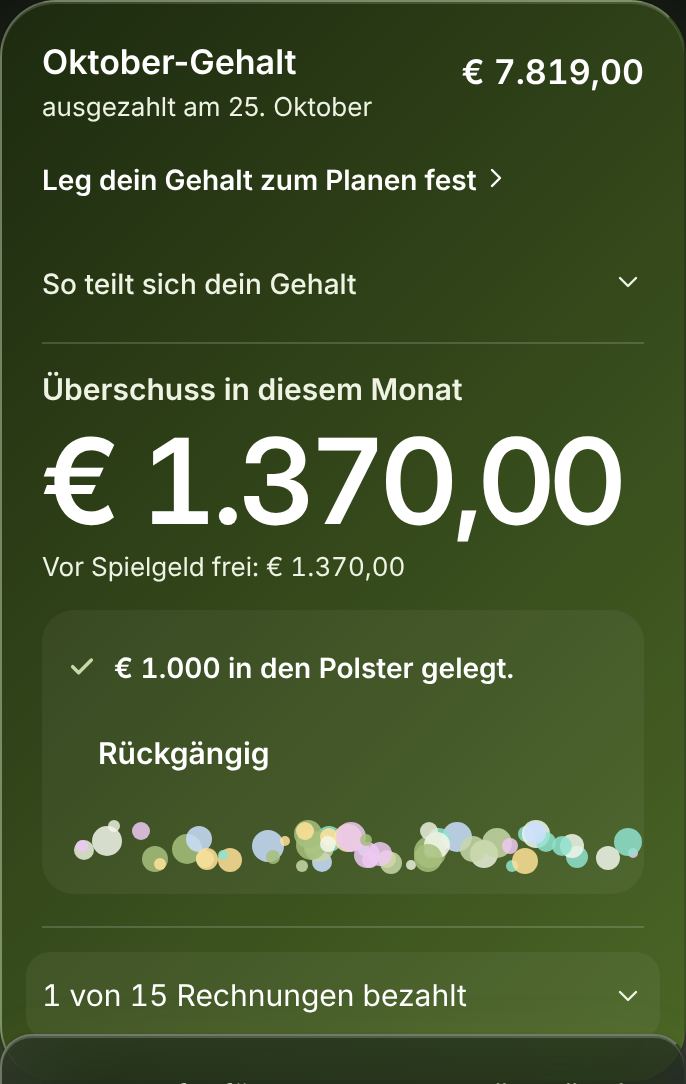 Oktober-Gehalt
€ 7.819,00
ausgezahlt am 25. Oktober
Leg dein Gehalt zum Planen fest
So teilt sich dein Gehalt
Überschuss in diesem Monat
€ 1.370,00
Vor Spielgeld frei: € 1.370,00
€ 1.000 in den Polster gelegt.
Rückgängig
1 von 15 Rechnungen bezahlt